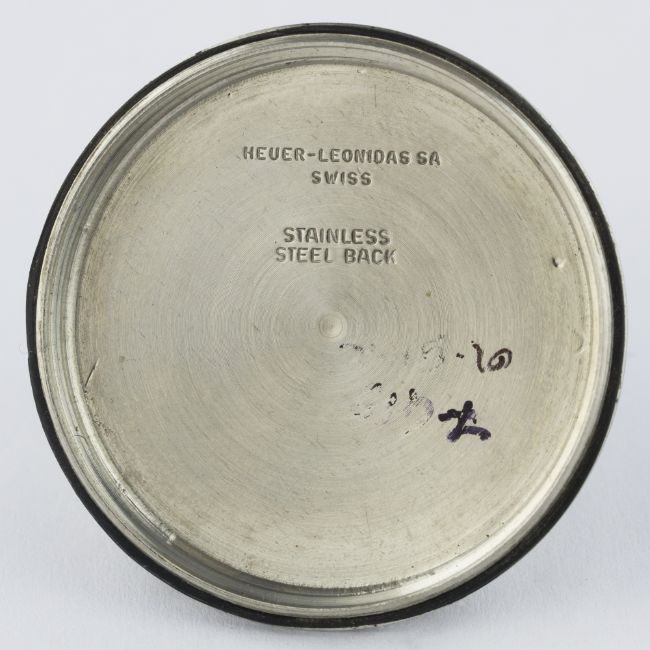 HEUER-LEONIDAS SA
SWISS
STAINLESS
STEEL BACK